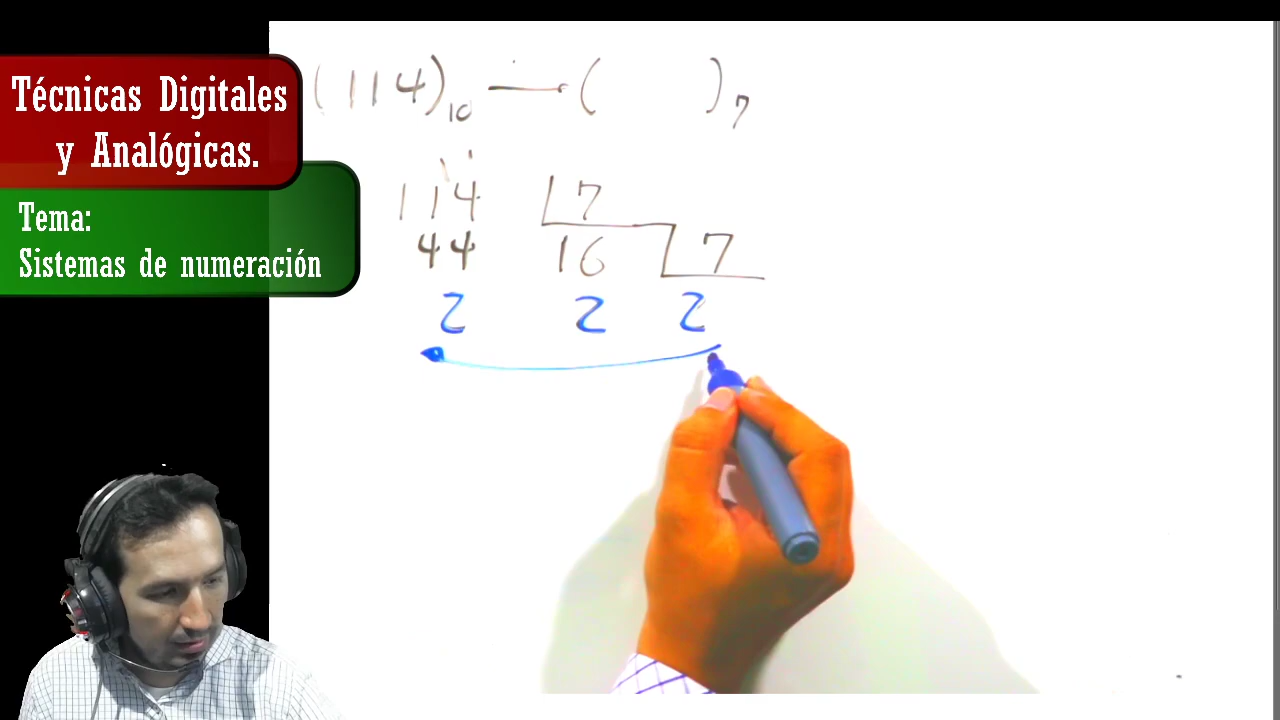 Técnicas Digitales
y Analógicas.
Tema:
Sistemas de numeración
(114)10 → ( )7
114 7
44 16 7
2 2 2